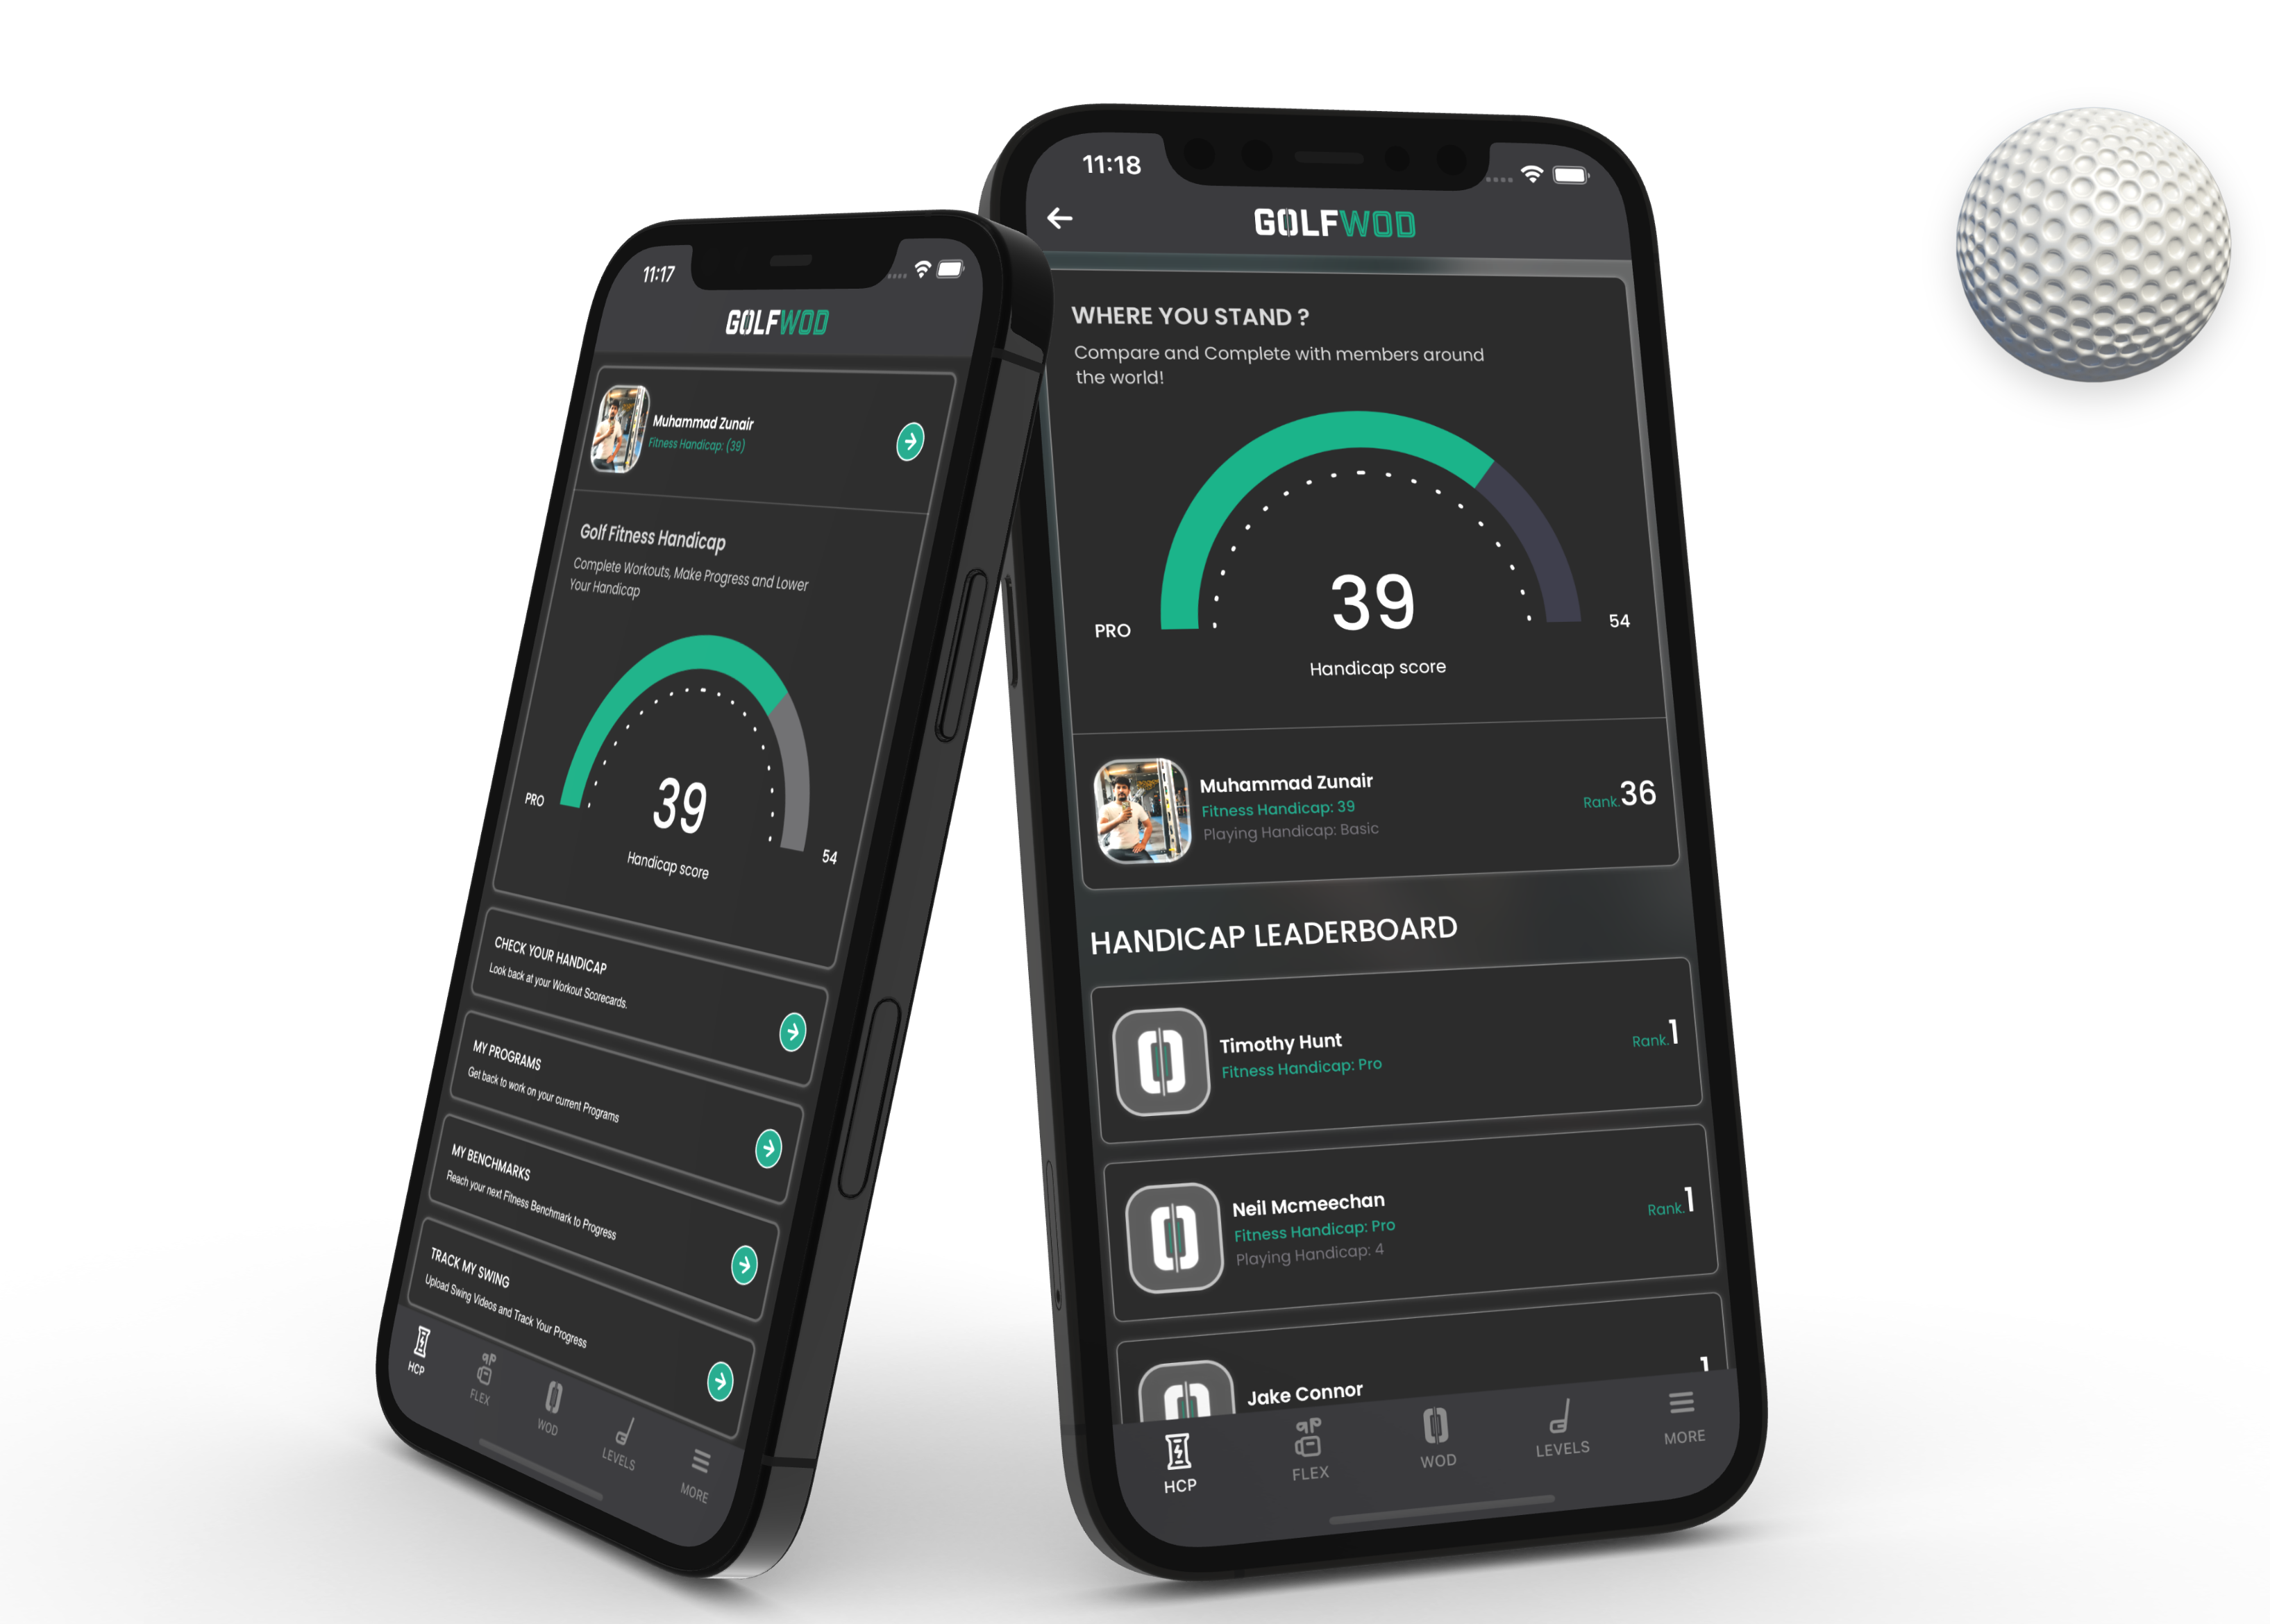 11:17
GOLFWOD
Muhammad Zunair
Fitness Handicap: (39)
Golf Fitness Handicap
Complete Workouts, Make Progress and Lower
Your Handicap
39
PRO
54
Handicap score
CHECK YOUR HANDICAP
Look back at your Workout Scorecards.
MY PROGRAMS
Get back to work on your current Programs
MY BENCHMARKS
Reach your next Fitness Benchmark to Progress
TRACK MY SWING
Upload Swing Videos and Track Your Progress
HCP
FLEX
WOD
LEVELS
MORE
11:18
GOLFWOD
WHERE YOU STAND ?
Compare and Complete with members around
the world!
39
PRO
54
Handicap score
Muhammad Zunair
Fitness Handicap: 39
Playing Handicap: Basic
Rank.36
HANDICAP LEADERBOARD
Timothy Hunt
Fitness Handicap: Pro
Rank.1
Neil Mcmeechan
Fitness Handicap: Pro
Playing Handicap: 4
Rank.1
Jake Connor
1
HCP
FLEX
WOD
LEVELS
MORE